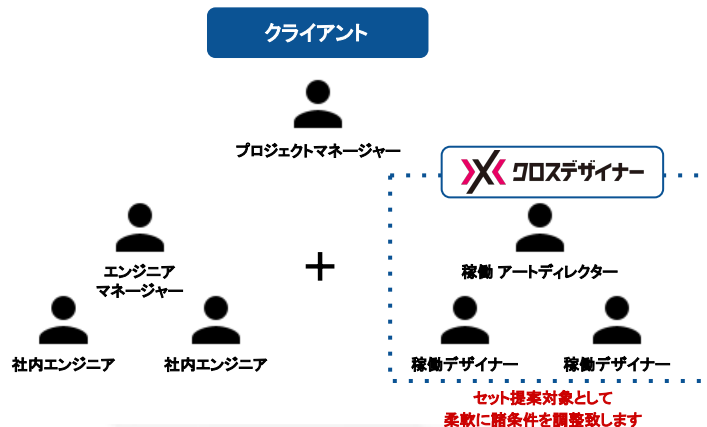 クライアント
プロジェクトマネージャー
クロスデザイナー
エンジニア
マネージャー
+
稼働 アートディレクター
社内エンジニア
社内エンジニア
稼働デザイナー
稼働デザイナー
セット提案対象として
柔軟に諸条件を調整致します